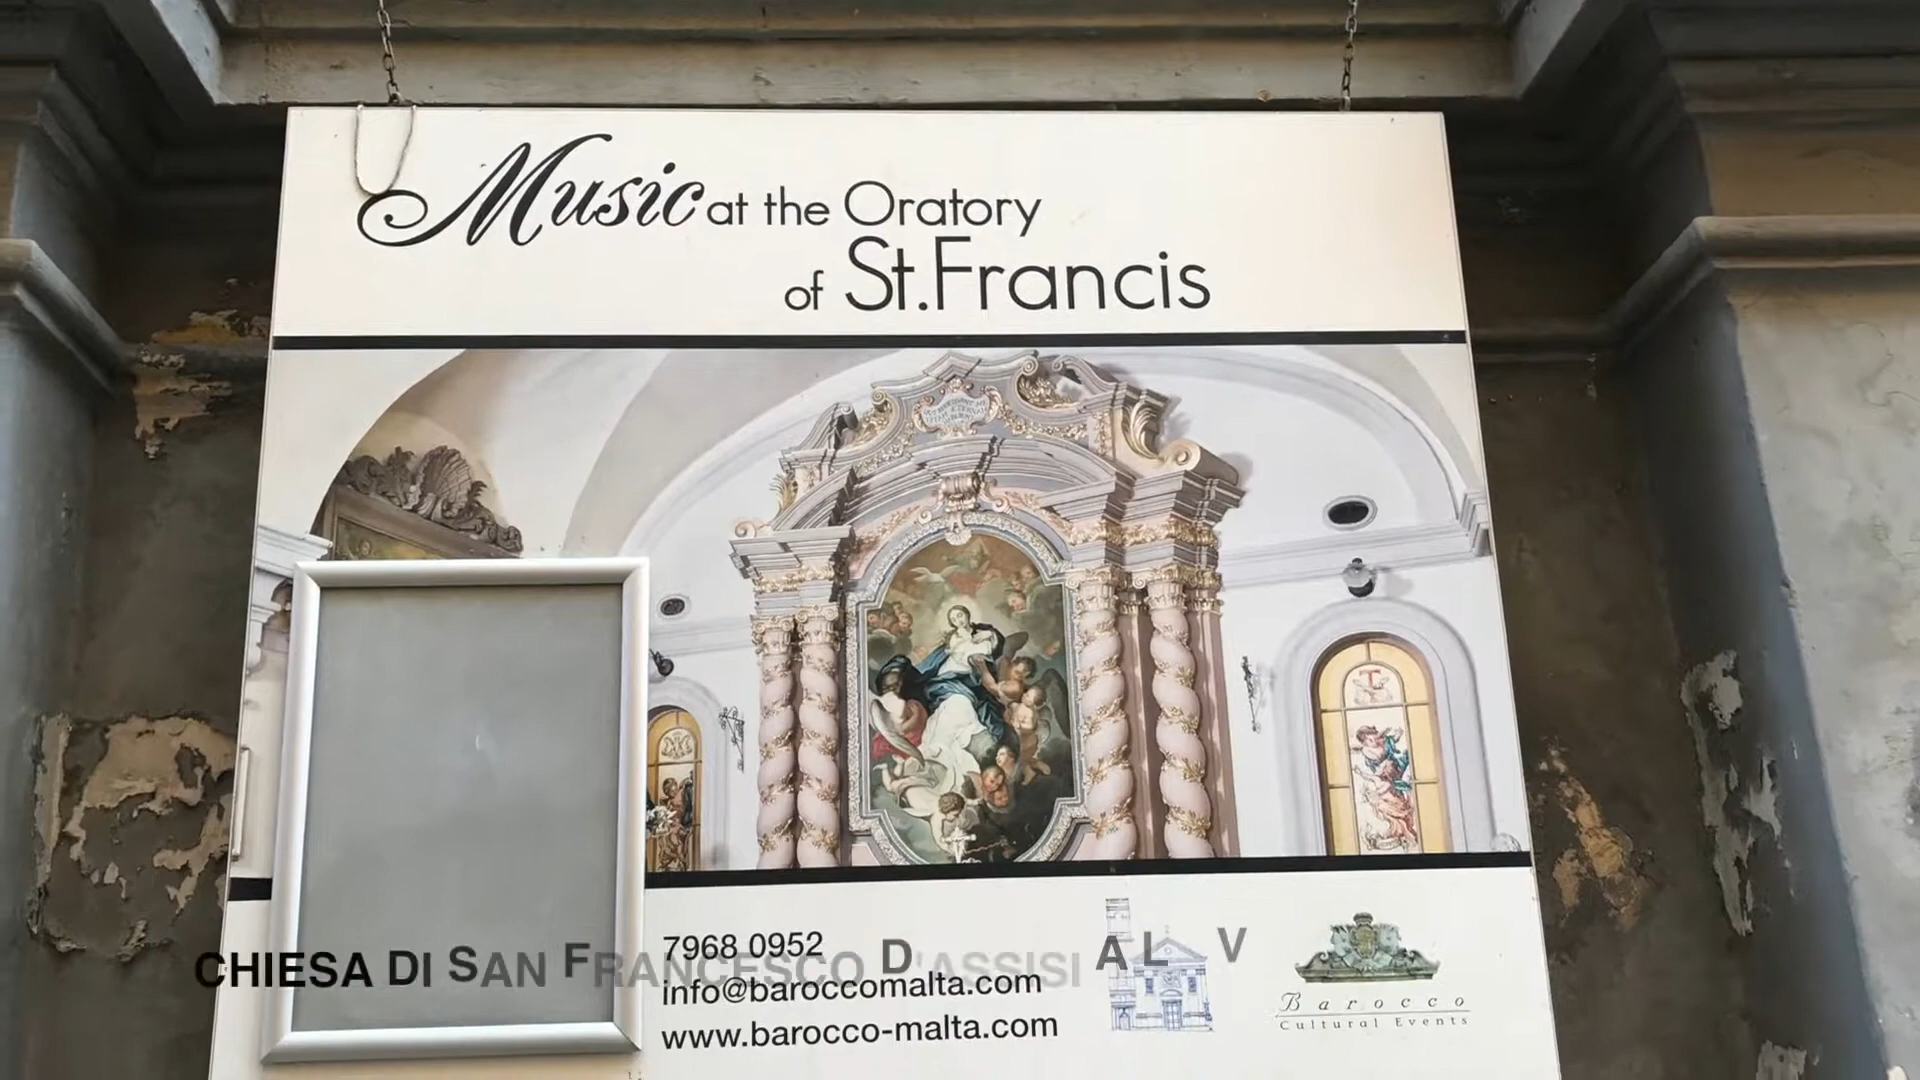 Music at the Oratory
of St.Francis
7968 0952
info@baroccomalta.com
www.barocco-malta.com
Barocco
Cultural Events
CHIESA DI SAN FRANCESCO D'ASSISI AL V